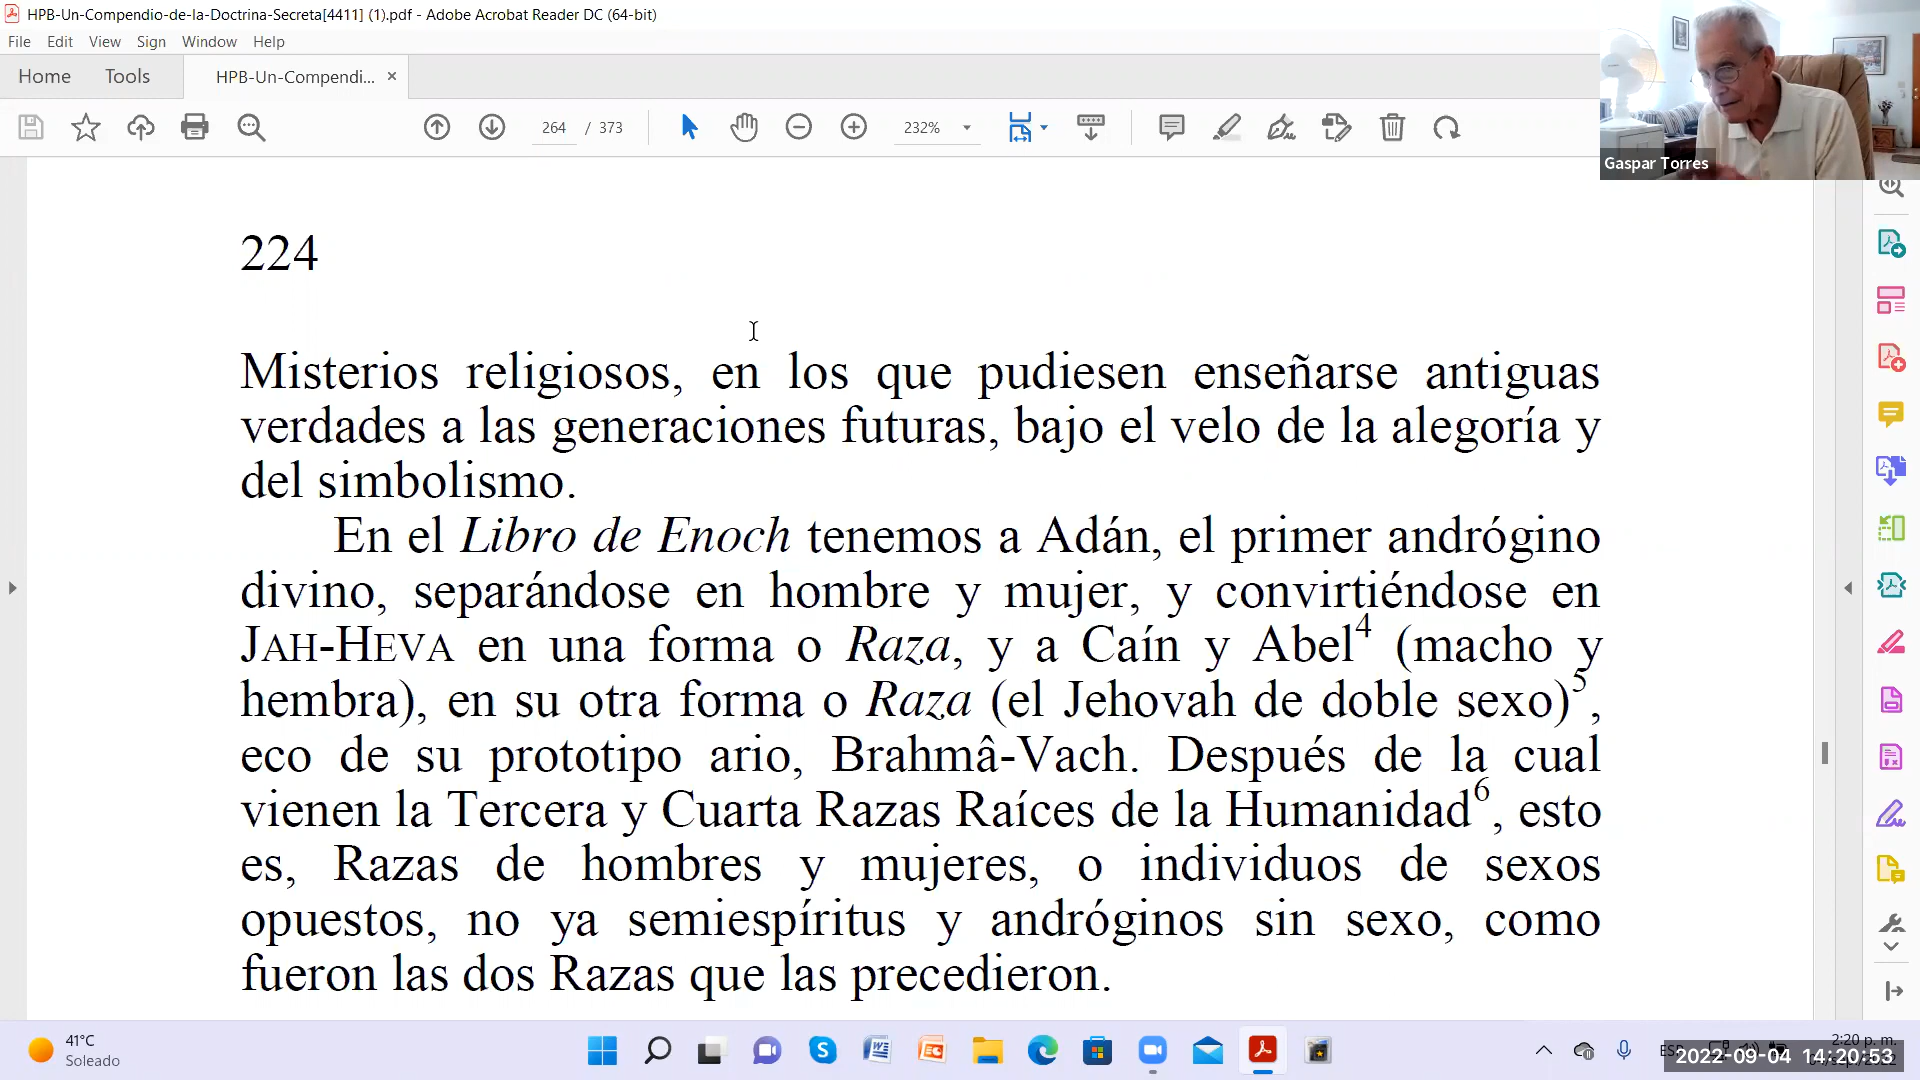 HPB-Un-Compendio-de-la-Doctrina-Secreta[4411] (1).pdf - Adobe Acrobat Reader DC (64-bit)
File Edit View Sign Window Help
Home Tools HPB-Un-Compendi... ×
264 / 373 232%
Gaspar Torres
224
Misterios religiosos, en los que pudiesen enseñarse antiguas
verdades a las generaciones futuras, bajo el velo de la alegoría y
del simbolismo.
En el Libro de Enoch tenemos a Adán, el primer andrógino
divino, separándose en hombre y mujer, y convirtiéndose en
JAH-HEVA en una forma o Raza, y a Caín y Abel4 (macho y
hembra), en su otra forma o Raza (el Jehovah de doble sexo)5,
eco de su prototipo ario, Brahmâ-Vach. Después de la cual
vienen la Tercera y Cuarta Razas Raíces de la Humanidad6, esto
es, Razas de hombres y mujeres, o individuos de sexos
opuestos, no ya semiespíritus y andróginos sin sexo, como
fueron las dos Razas que las precedieron.
41°C
Soleado
2:20 p. m.
2022-09-04 14:20:53